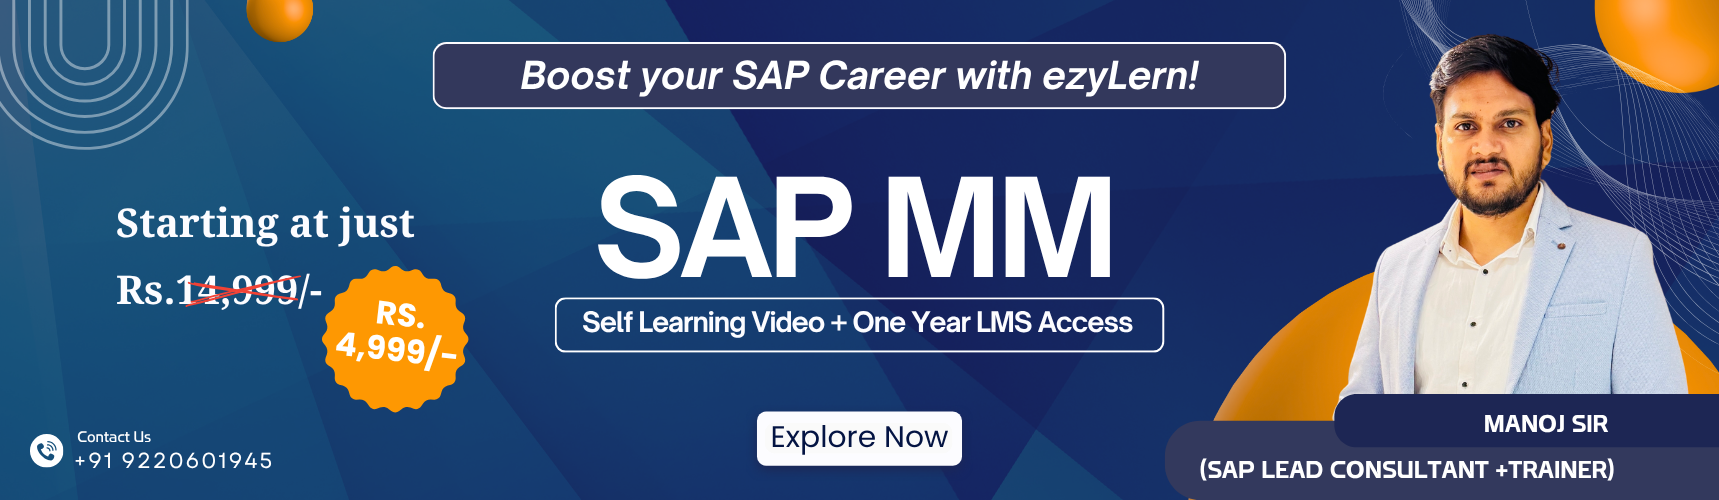 Boost your SAP Career with ezyLern!
Starting at just
Rs.14,999/-
RS.
4,999/-
SAP MM
Self Learning Video + One Year LMS Access
Explore Now
Contact Us
+91 9220601945
MANOJ SIR
(SAP LEAD CONSULTANT +TRAINER)